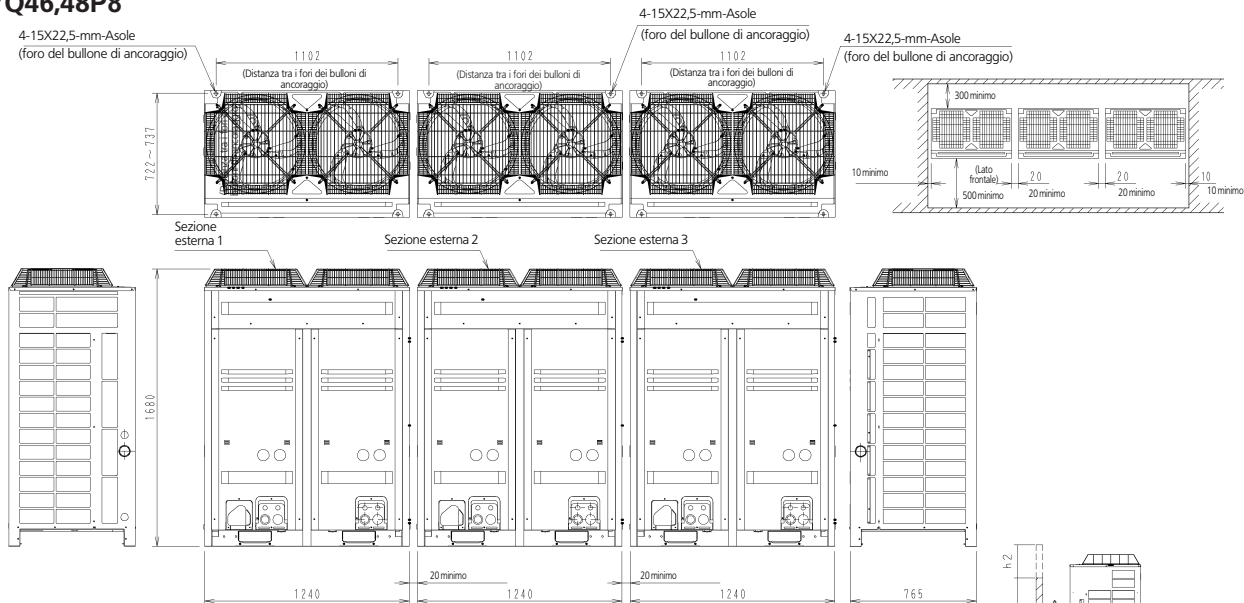 Q46,48P8
4-15X22,5-mm-Asole
(foro del bullone di ancoraggio)
4-15X22,5-mm-Asole
(foro del bullone di ancoraggio)
4-15X22,5-mm-Asole
(foro del bullone di ancoraggio)
1102
(Distanza tra i fori dei bulloni di
ancoraggio)
1102
(Distanza tra i fori dei bulloni di
ancoraggio)
1102
(Distanza tra i fori dei bulloni di
ancoraggio)
722~737
300 minimo
10 minimo
(Lato
frontale)
500 minimo
20
20 minimo
20
20 minimo
10
10 minimo
Sezione
esterna 1
Sezione esterna 2
Sezione esterna 3
1680
20 minimo
20 minimo
1240
1240
1240
765
h2